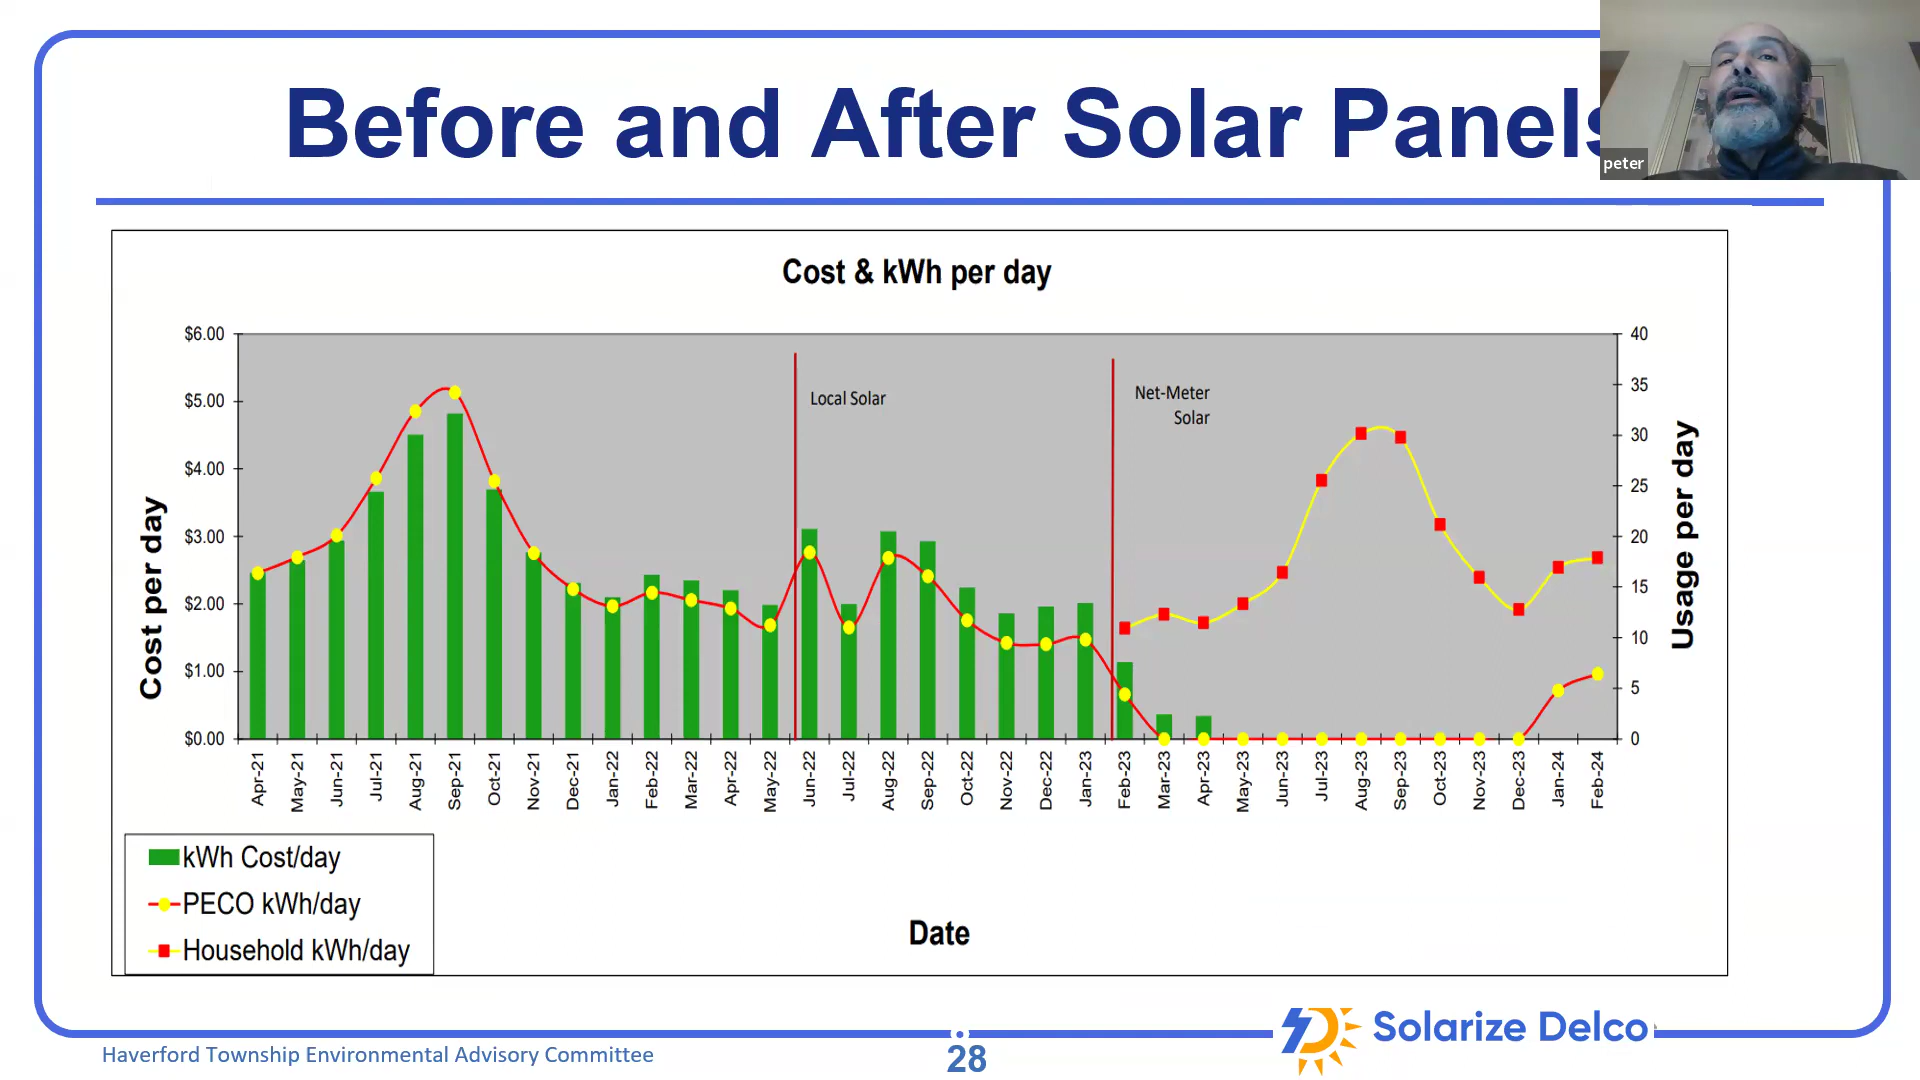 Before and After Solar Panels
peter
Cost & kWh per day
$6.00
$5.00
$4.00
$3.00
$2.00
$1.00
$0.00
Cost per day
40
35
30
25
20
15
10
5
0
Usage per day
Local Solar
Net-Meter
Solar
Apr-21
May-21
Jun-21
Jul-21
Aug-21
Sep-21
Oct-21
Nov-21
Dec-21
Jan-22
Feb-22
Mar-22
Apr-22
May-22
Jun-22
Jul-22
Aug-22
Sep-22
Oct-22
Nov-22
Dec-22
Jan-23
Feb-23
Mar-23
Apr-23
May-23
Jun-23
Jul-23
Aug-23
Sep-23
Oct-23
Nov-23
Dec-23
Jan-24
Feb-24
kWh Cost/day
PECO kWh/day
Household kWh/day
Date
Haverford Township Environmental Advisory Committee
28
Solarize Delco